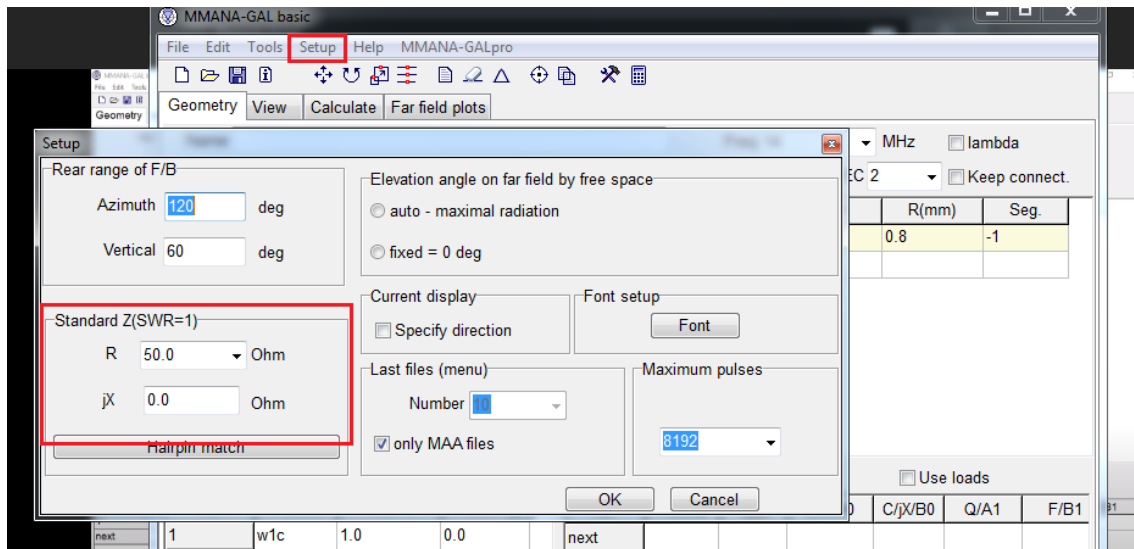 MMANA-GAL basic
File Edit Tools Setup Help MMANA-GALpro
Geometry View Calculate Far field plots
Geometry
Setup
MHz lambda
Rear range of F/B
Azimuth 120 deg
Vertical 60 deg
Elevation angle on far field by free space
auto - maximal radiation
fixed = 0 deg
2 Keep connect.
R(mm) Seg.
0.8 -1
Standard Z(SWR=1)
R 50.0 Ohm
jX 0.0 Ohm
Hairpin match
Current display
Specify direction
Font setup
Font
Last files (menu)
Number 10
only MAA files
Maximum pulses
8192
OK Cancel
Use loads
C/jX/B0 Q/A1 F/B1
next 1 w1c 1.0 0.0 next